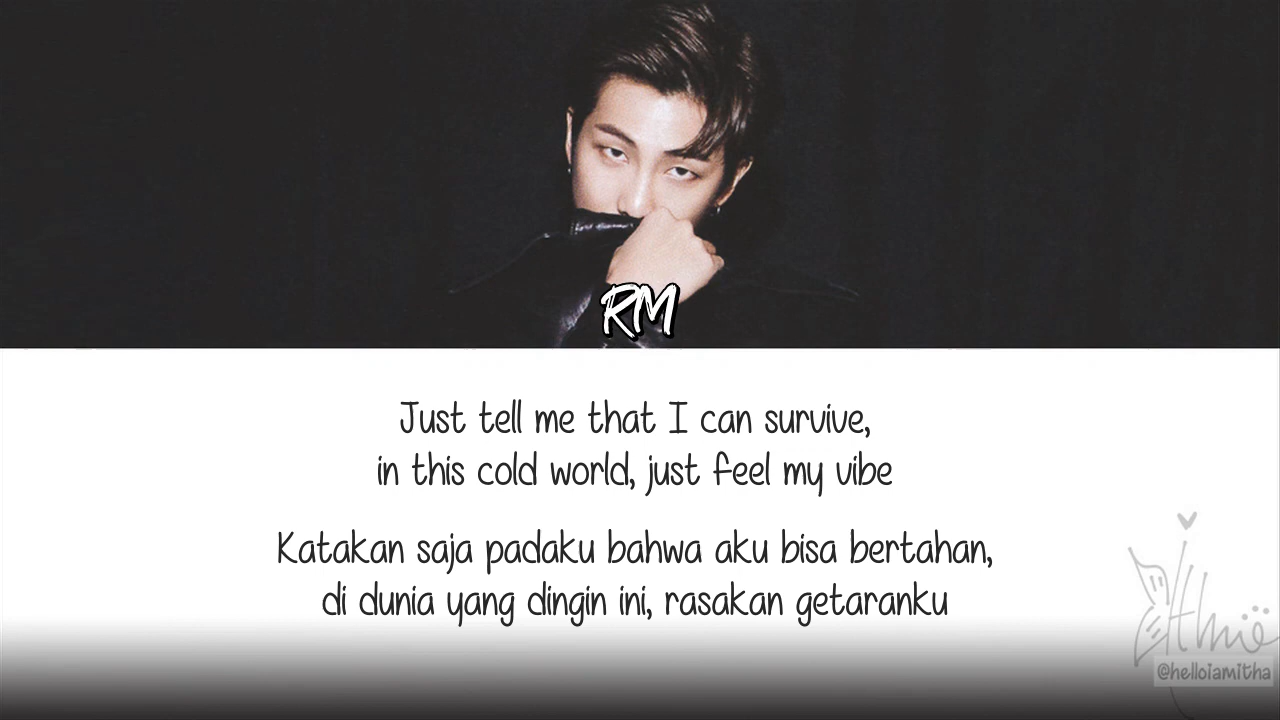 RM
Just tell me that I can survive,
in this cold world, just feel my vibe
Katakan saja padaku bahwa aku bisa bertahan,
di dunia yang dingin ini, rasakan getaranku
@helloiamitha